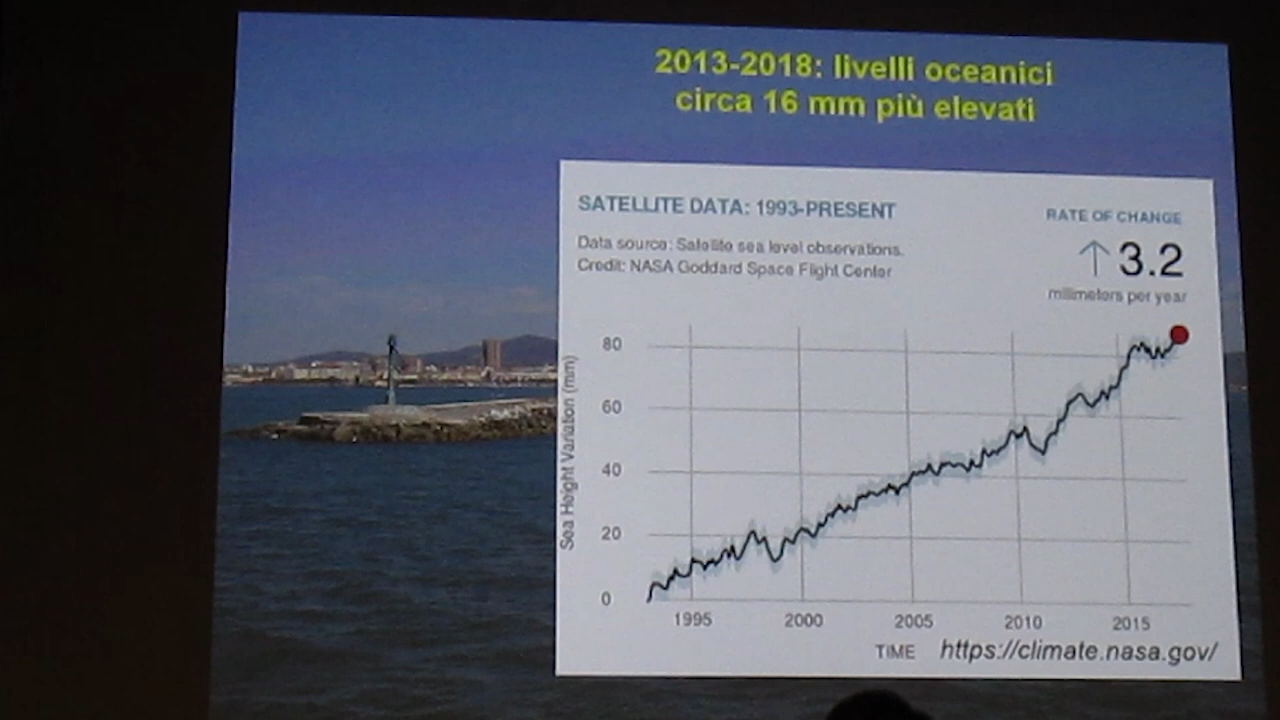 2013-2018: livelli oceanici
circa 16 mm più elevati
SATELLITE DATA: 1993-PRESENT
Data source: Satellite sea level observations.
Credit: NASA Goddard Space Flight Center
RATE OF CHANGE
↑ 3.2
millimeters per year
Sea Height Variation (mm)
80
60
40
20
0
1995 2000 2005 2010 2015
TIME https://climate.nasa.gov/